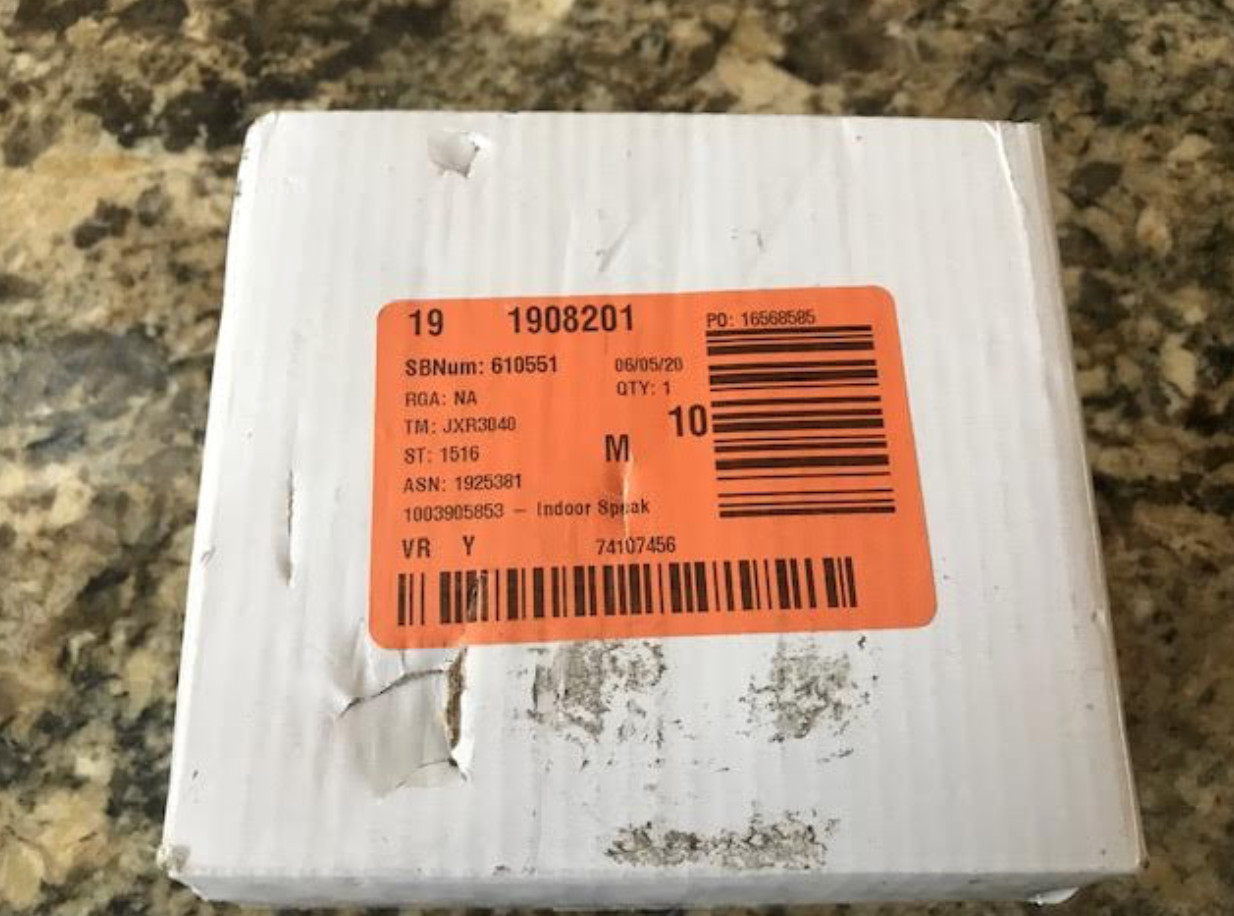 19 1908201
PO: 16568585
SBNum: 610551 06/05/20
RGA: NA QTY: 1
TM: JXR3040 10
ST: 1516 M
ASN: 1925381
1003905853 – Indoor Speak
VR Y 74107456